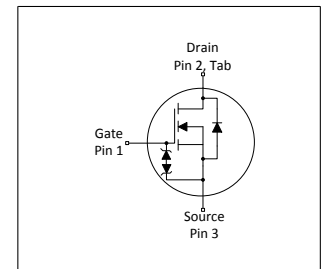 Drain
Pin 2, Tab
Gate
Pin 1
Source
Pin 3